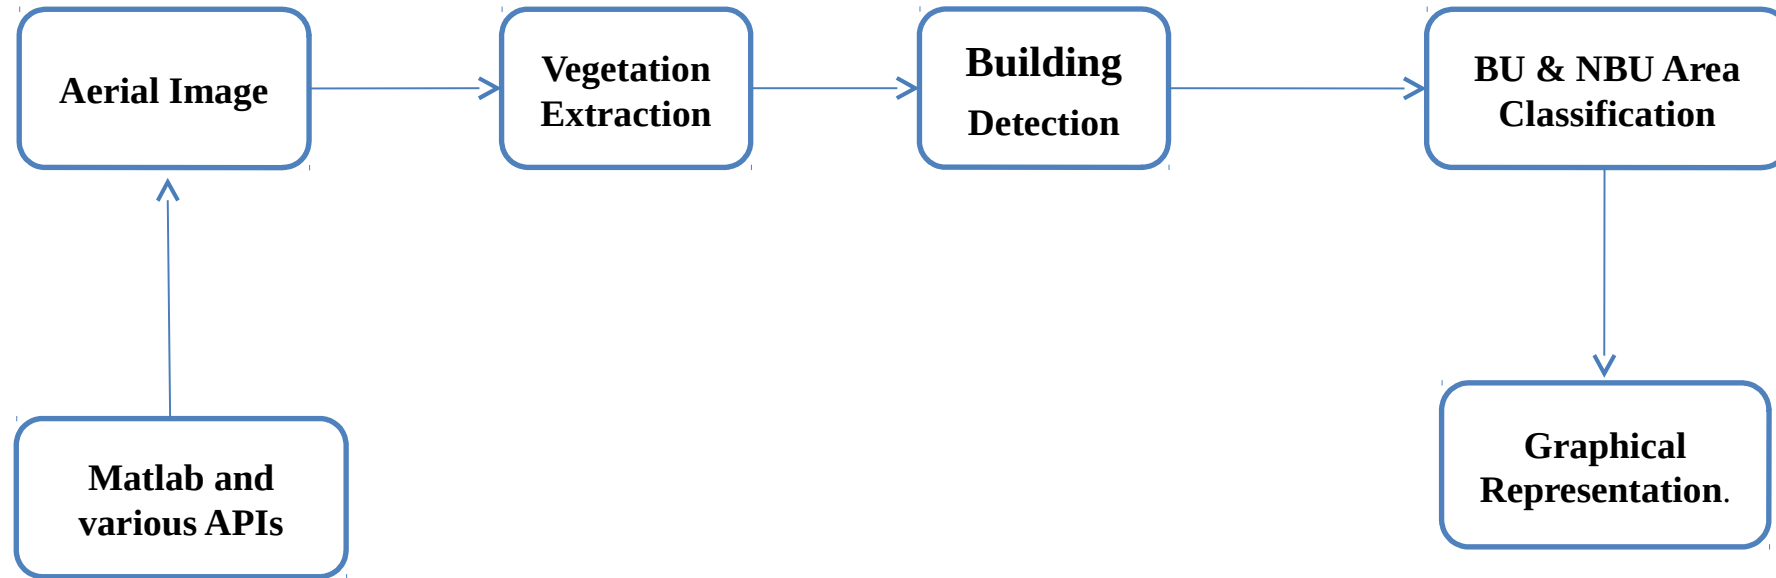 Aerial Image
Vegetation
Extraction
Building
Detection
BU & NBU Area
Classification
Matlab and
various APIs
Graphical
Representation.